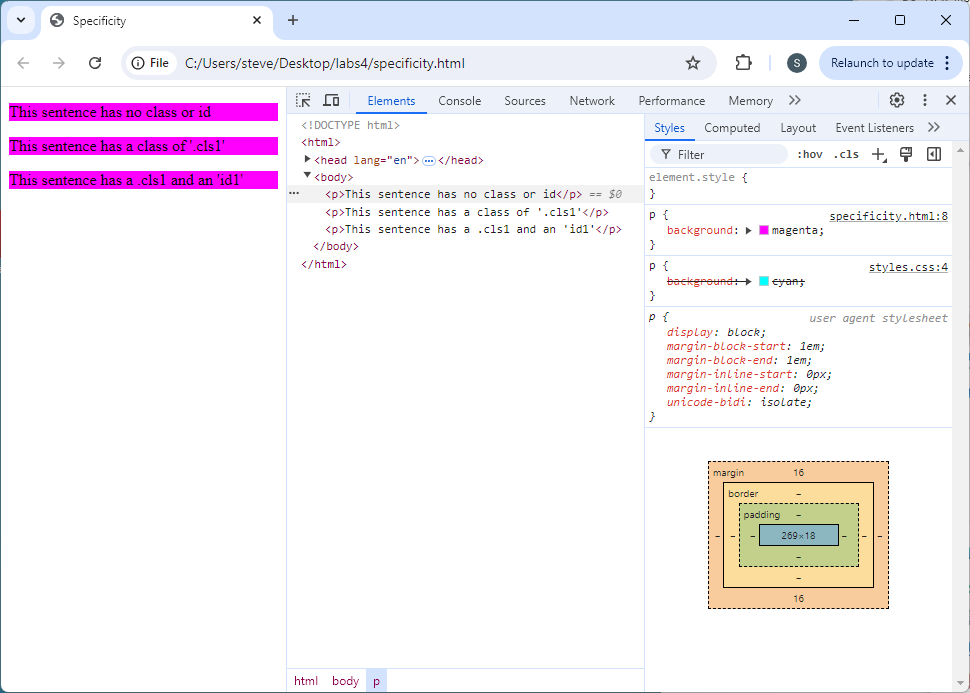 Specificity
File C:/Users/steve/Desktop/labs4/specificity.html S Relaunch to update
This sentence has no class or id
This sentence has a class of '.cls1'
This sentence has a .cls1 and an 'id1'
Elements Console Sources Network Performance Memory
<!DOCTYPE html>
<html>
<head lang="en"> </head>
<body>
<p>This sentence has no class or id</p> == $0
<p>This sentence has a class of '.cls1'</p>
<p>This sentence has a .cls1 and an 'id1'</p>
</body>
</html>
html body p
Styles Computed Layout Event Listeners
Filter :hov .cls
element.style {
}
p { specificity.html:8
background: magenta;
}
p { styles.css:4
background: cyan;
}
p { user agent stylesheet
display: block;
margin-block-start: 1em;
margin-block-end: 1em;
margin-inline-start: 0px;
margin-inline-end: 0px;
unicode-bidi: isolate;
}
margin 16
border –
padding –
– – – 269×18 – – –
–
–
16